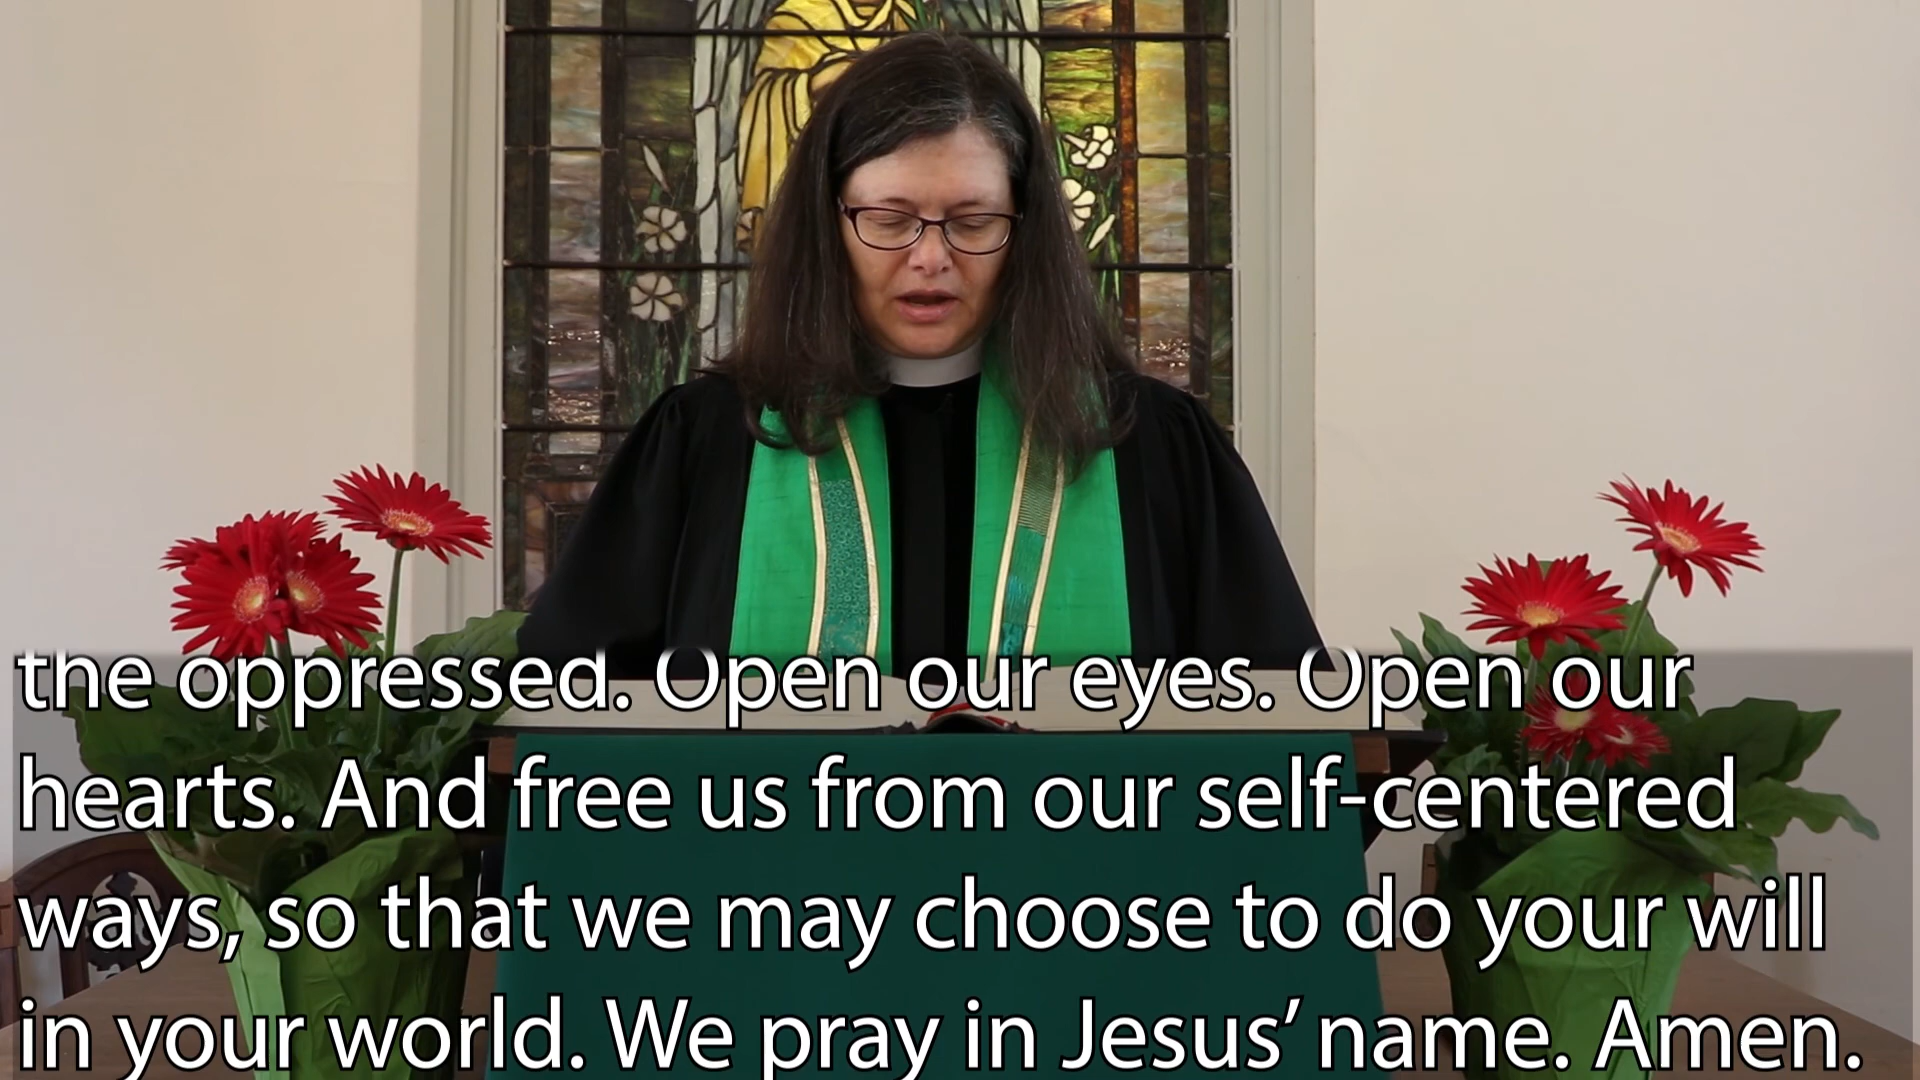 the oppressed. Open our eyes. Open our
hearts. And free us from our self-centered
ways, so that we may choose to do your will
in your world. We pray in Jesus’ name. Amen.